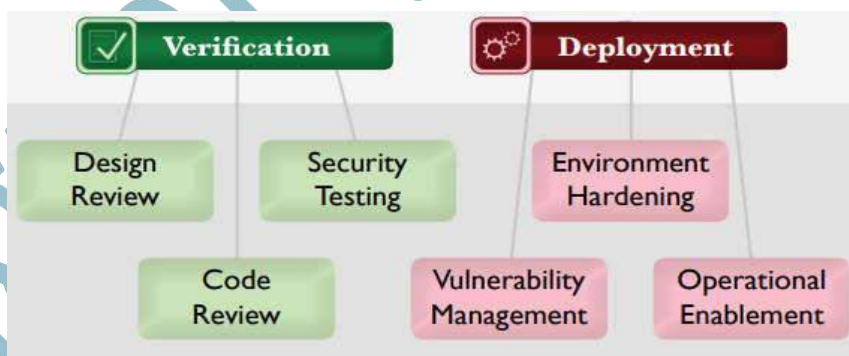 Verification
Deployment
Design
Review
Security
Testing
Environment
Hardening
Code
Review
Vulnerability
Management
Operational
Enablement